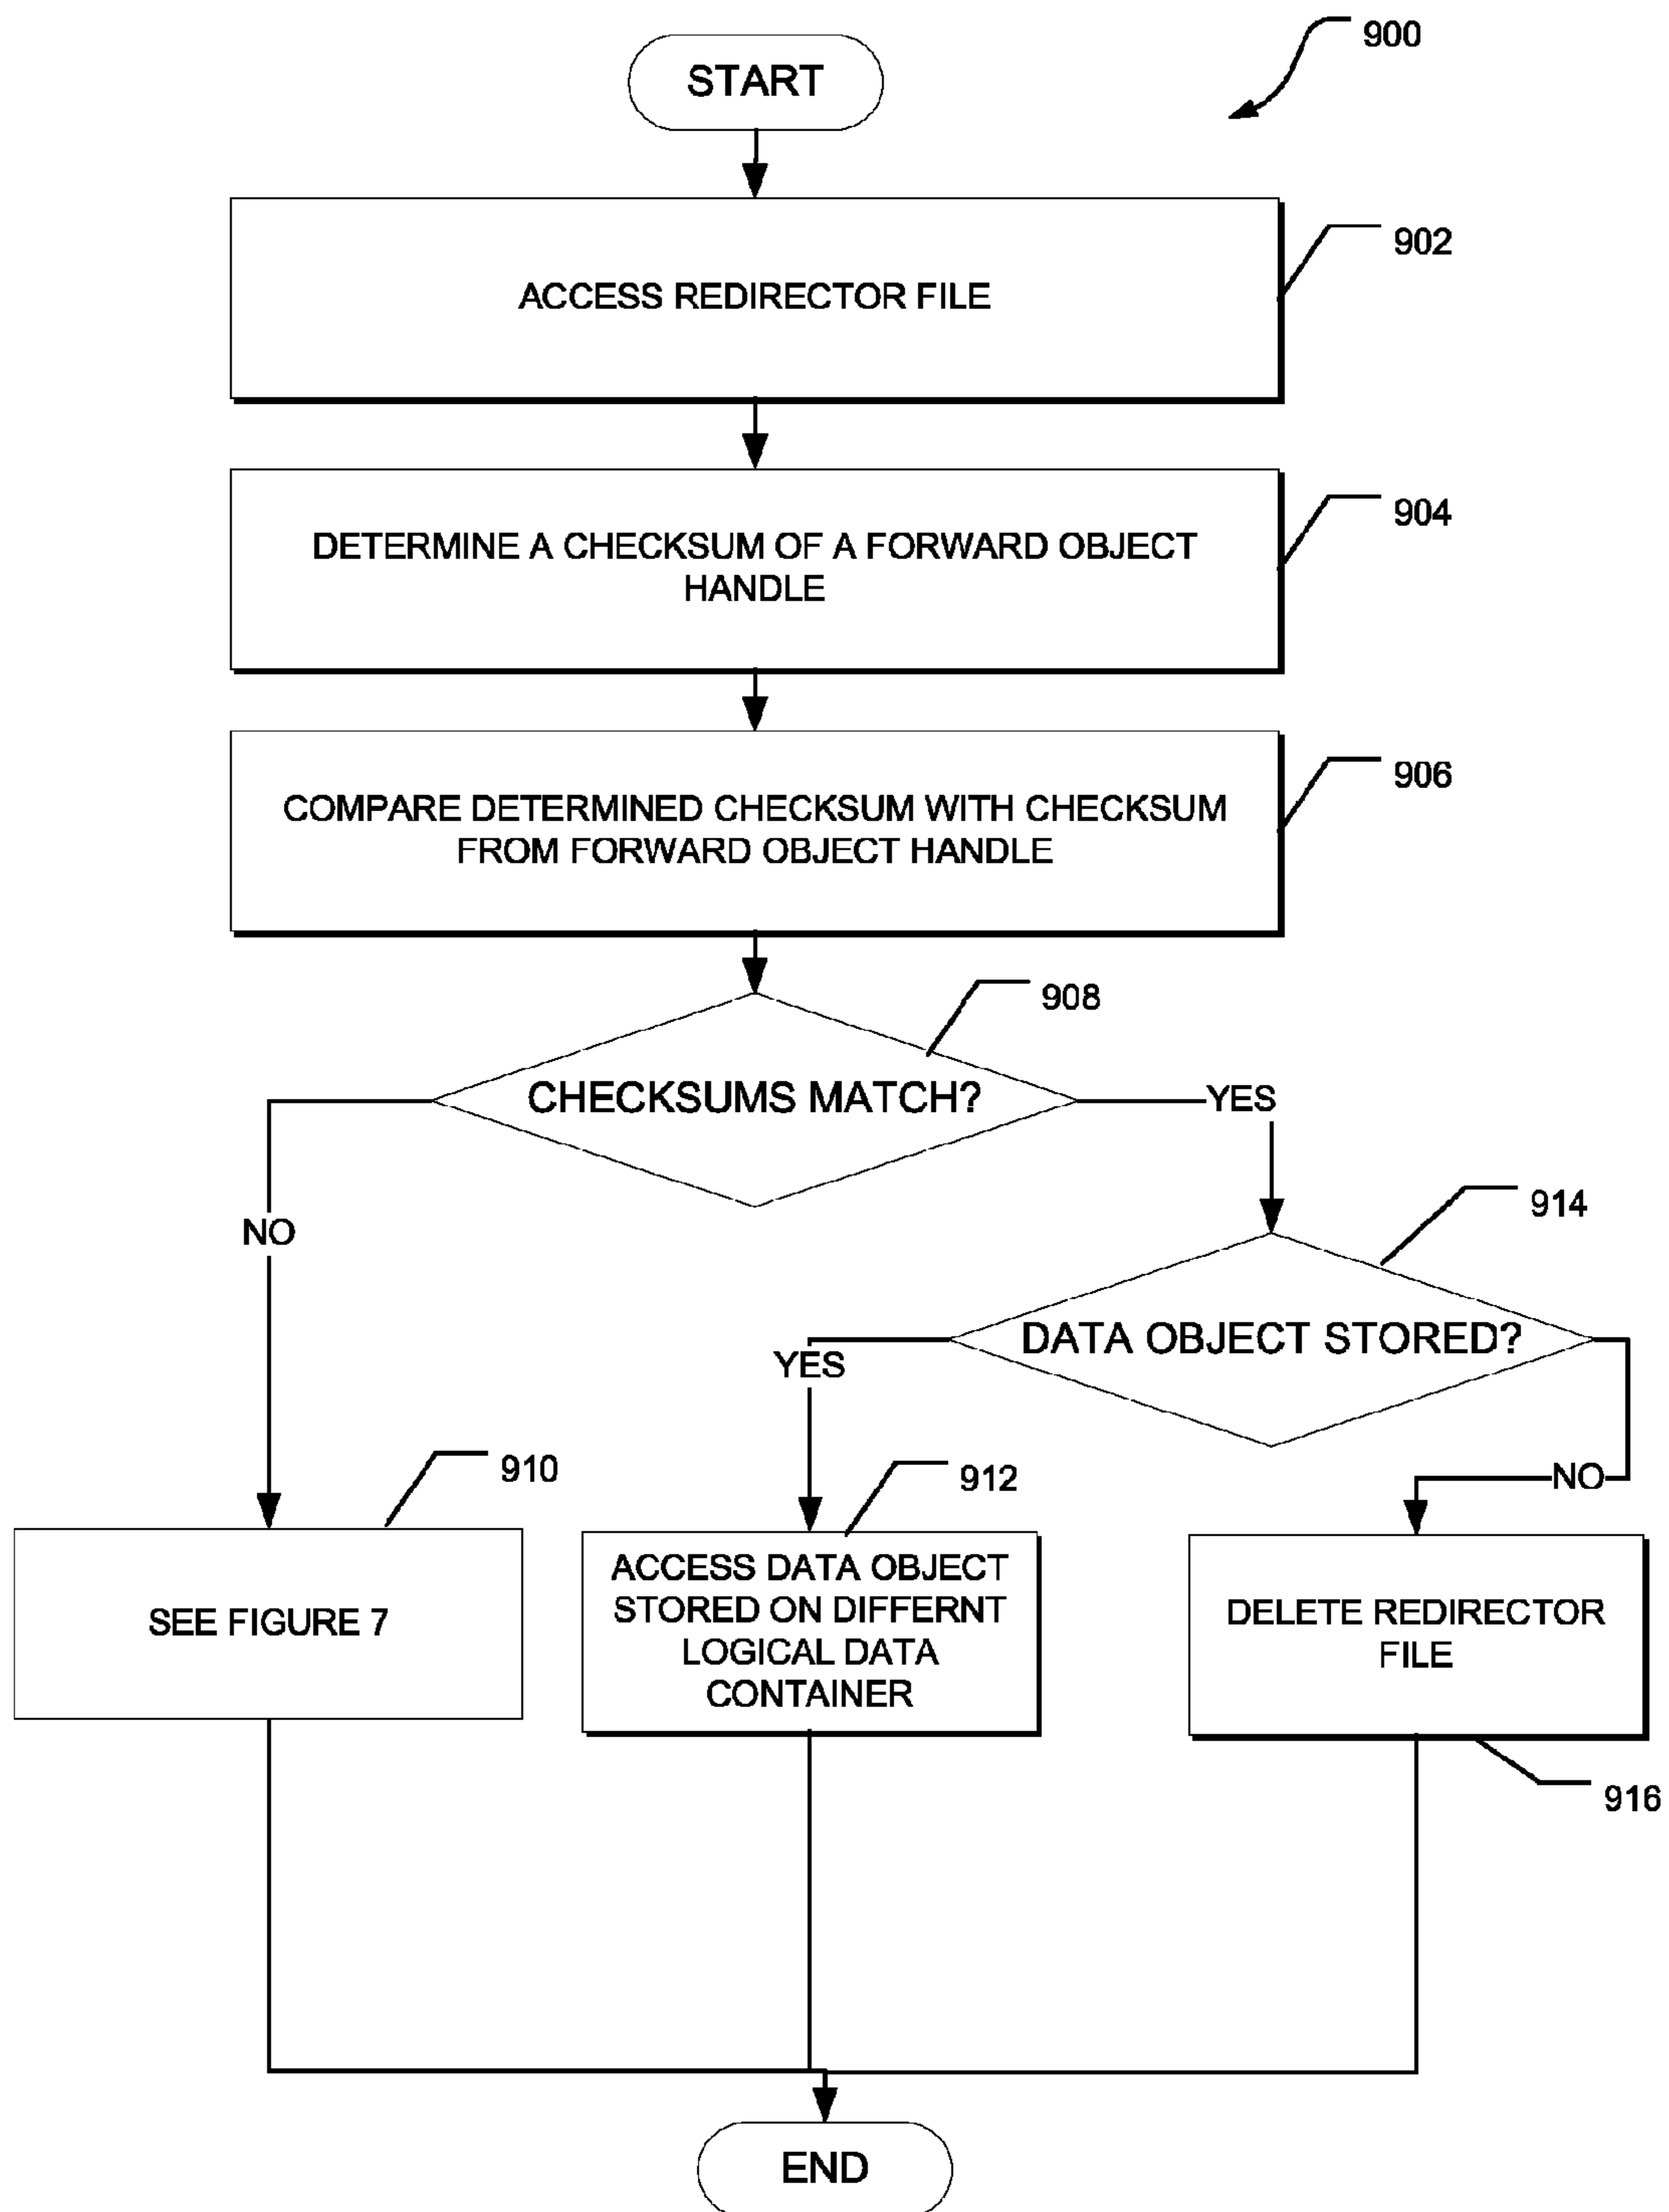 900
START
902
ACCESS REDIRECTOR FILE
904
DETERMINE A CHECKSUM OF A FORWARD OBJECT
HANDLE
906
COMPARE DETERMINED CHECKSUM WITH CHECKSUM
FROM FORWARD OBJECT HANDLE
908
CHECKSUMS MATCH?
YES
NO
914
DATA OBJECT STORED?
YES
NO
910
SEE FIGURE 7
912
ACCESS DATA OBJECT
STORED ON DIFFERNT
LOGICAL DATA
CONTAINER
DELETE REDIRECTOR
FILE
916
END